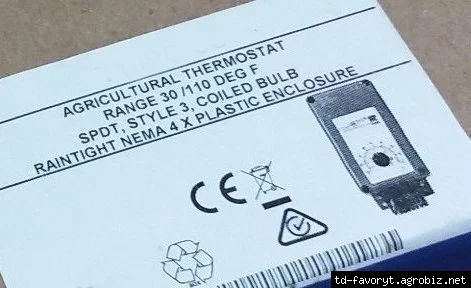 AGRICULTURAL THERMOSTAT
RANGE 30 /110 DEG F
SPDT, STYLE 3, COILED BULB
RAINTIGHT NEMA 4 X PLASTIC ENCLOSURE
CE
td-favoryt.agrobiz.net